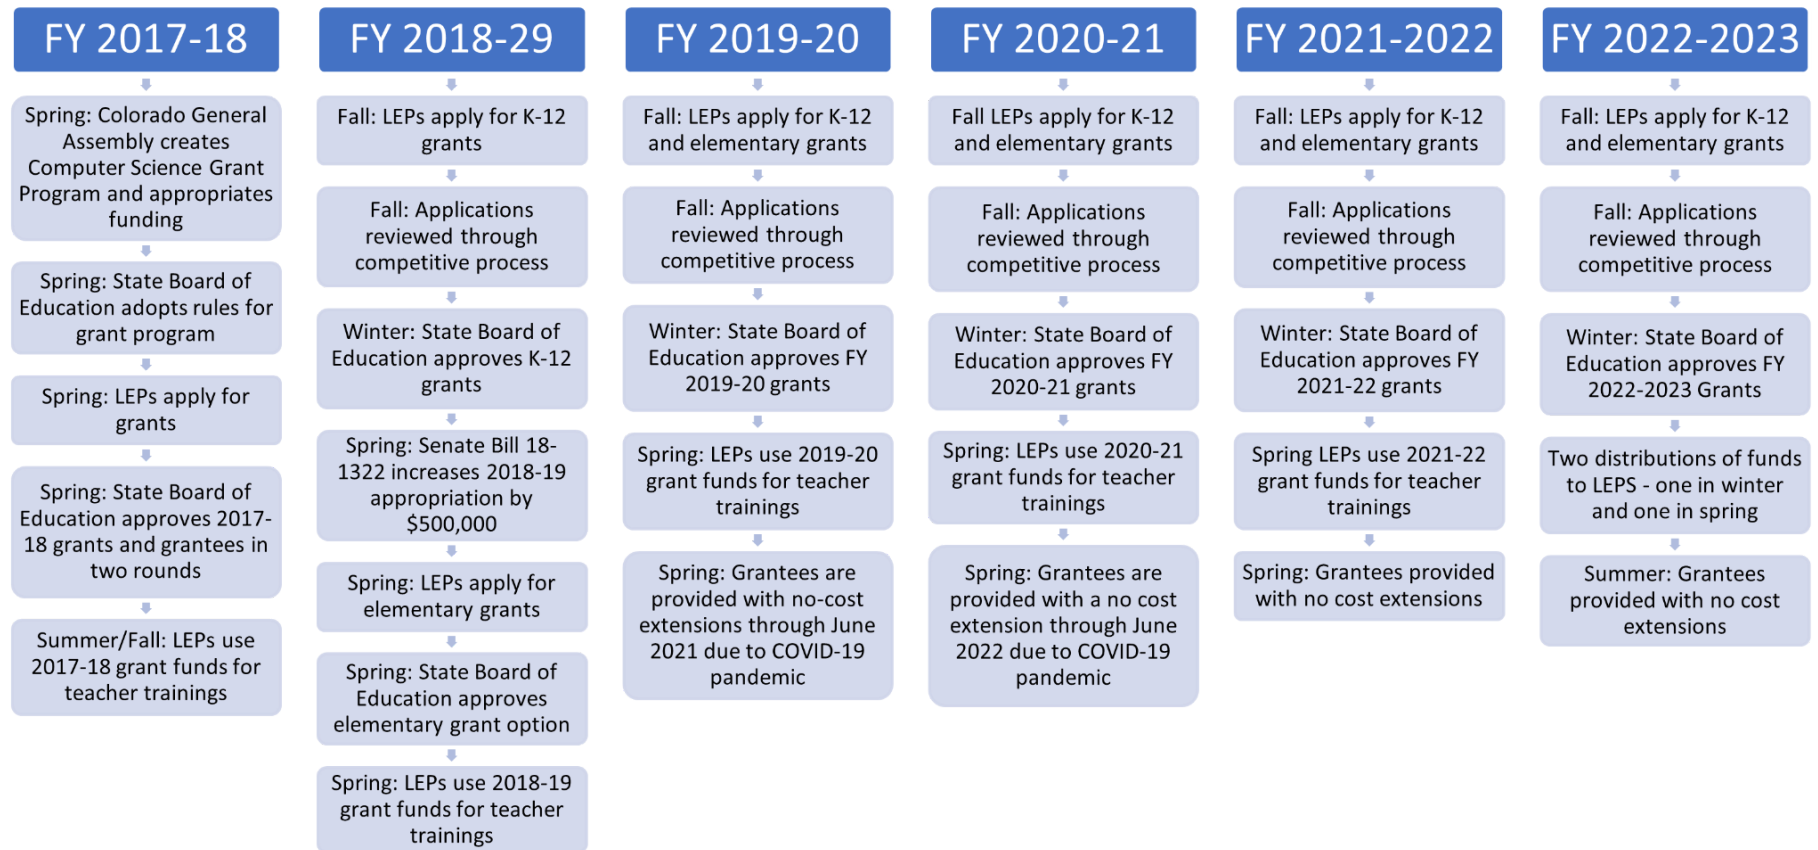 FY 2017-18
Spring: Colorado General
Assembly creates
Computer Science Grant
Program and appropriates
funding
Spring: State Board of
Education adopts rules for
grant program
Spring: LEPs apply for
grants
Spring: State Board of
Education approves 2017-
18 grants and grantees in
two rounds
Summer/Fall: LEPs use
2017-18 grant funds for
teacher trainings
FY 2018-29
Fall: LEPs apply for K-12
grants
Fall: Applications
reviewed through
competitive process
Winter: State Board of
Education approves K-12
grants
Spring: Senate Bill 18-
1322 increases 2018-19
appropriation by
$500,000
Spring: LEPs apply for
elementary grants
Spring: State Board of
Education approves
elementary grant option
Spring: LEPs use 2018-19
grant funds for teacher
trainings
FY 2019-20
Fall: LEPs apply for K-12
and elementary grants
Fall: Applications
reviewed through
competitive process
Winter: State Board of
Education approves FY
2019-20 grants
Spring: LEPs use 2019-20
grant funds for teacher
trainings
Spring: Grantees are
provided with no-cost
extensions through June
2021 due to COVID-19
pandemic
FY 2020-21
Fall LEPs apply for K-12
and elementary grants
Fall: Applications
reviewed through
competitive process
Winter: State Board of
Education approves FY
2020-21 grants
Spring: LEPs use 2020-21
grant funds for teacher
trainings
Spring: Grantees are
provided with a no cost
extension through June
2022 due to COVID-19
pandemic
FY 2021-2022
Fall: LEPs apply for K-12
and elementary grants
Fall: Applications
reviewed through
competitive process
Winter: State Board of
Education approves FY
2021-22 grants
Spring LEPs use 2021-22
grant funds for teacher
trainings
Spring: Grantees provided
with no cost extensions
FY 2022-2023
Fall: LEPs apply for K-12
and elementary grants
Fall: Applications
reviewed through
competitive process
Winter: State Board of
Education approves FY
2022-2023 Grants
Two distributions of funds
to LEPS - one in winter
and one in spring
Summer: Grantees
provided with no cost
extensions